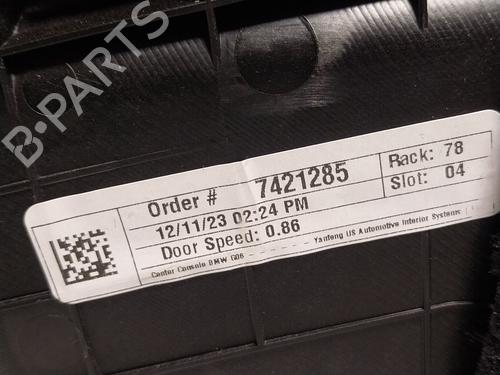 B-PARTS
Order # 7421285
12/11/23 02:24 PM
Door Speed: 0.86
Rack: 78
Slot: 04
Center Console BMW G06 Yanfeng US Automotive Interior Systems